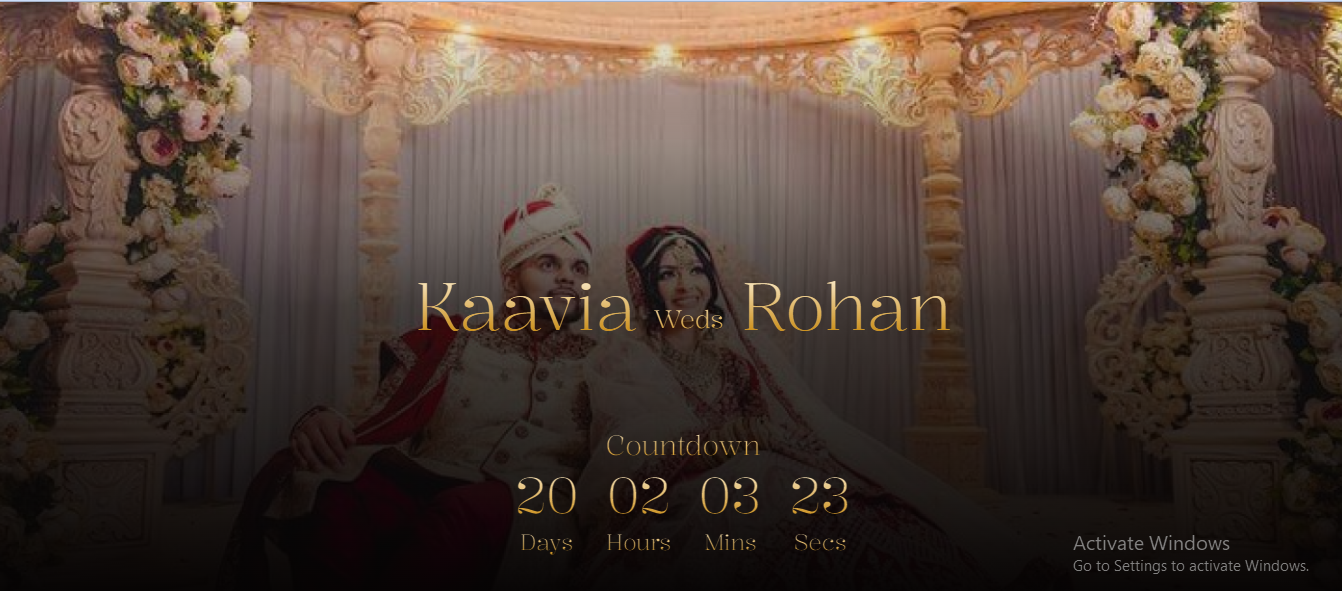 Kaavia Weds Rohan
Countdown
20 02 03 23
Days Hours Mins Secs
Activate Windows
Go to Settings to activate Windows.